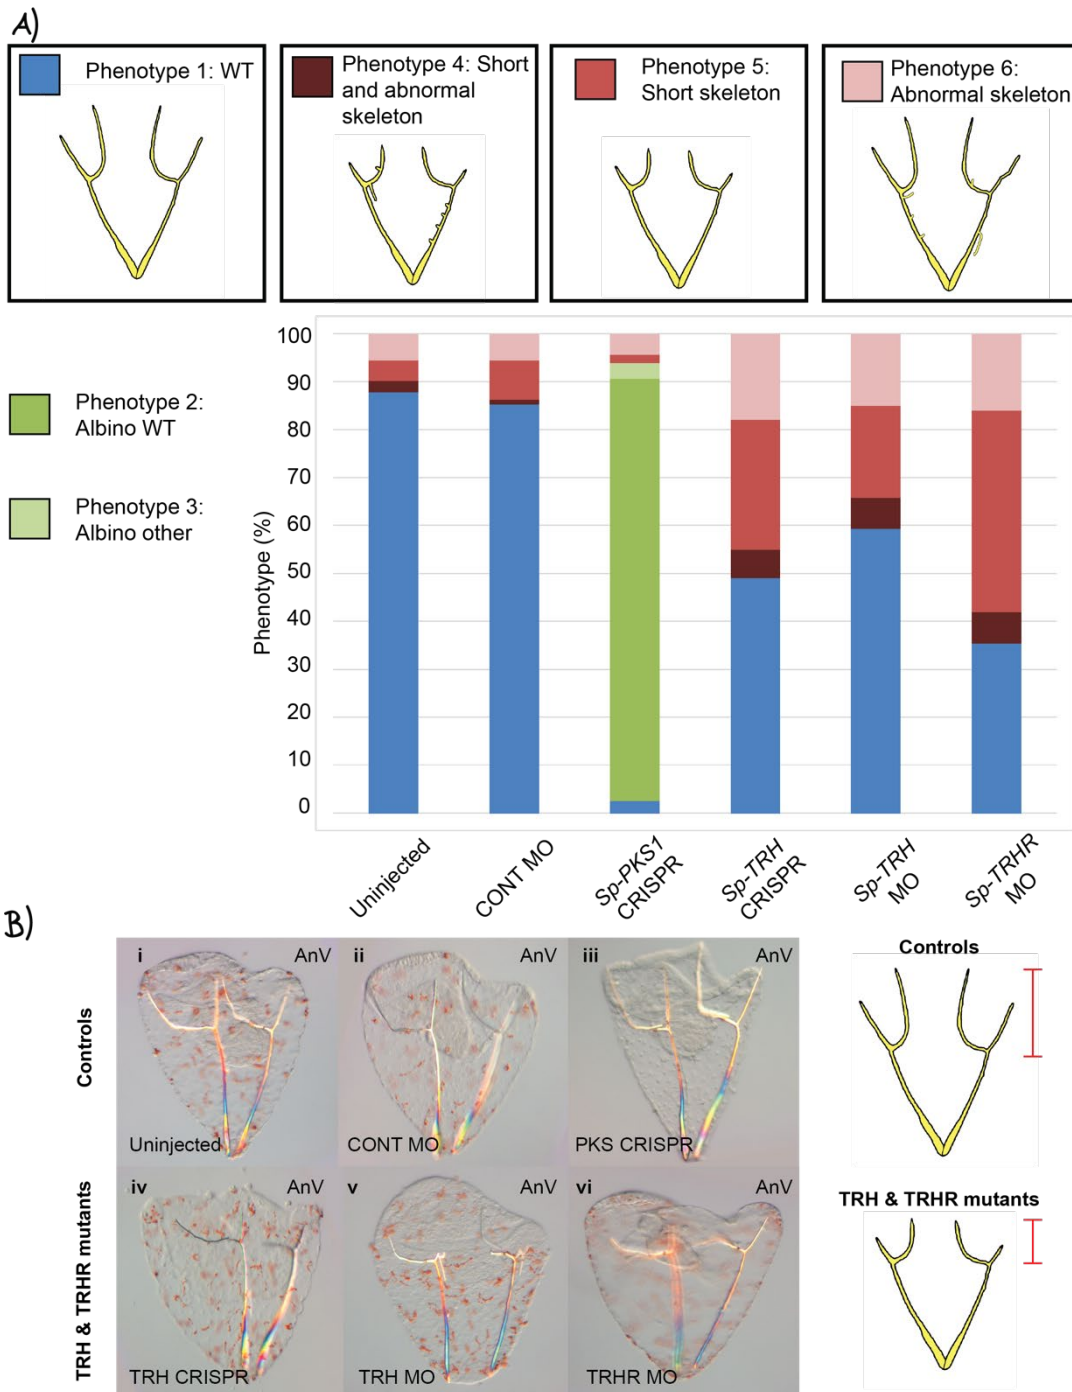 A)
Phenotype 1: WT
Phenotype 4: Short
and abnormal
skeleton
Phenotype 5:
Short skeleton
Phenotype 6:
Abnormal skeleton
Phenotype 2:
Albino WT
Phenotype 3:
Albino other
Phenotype (%)
100
90
80
70
60
50
40
30
20
10
0
Uninjected
CONT MO
Sp-PKS1
CRISPR
Sp-TRH
CRISPR
Sp-TRH
MO
Sp-TRHR
MO
B)
Controls
i
AnV
Uninjected
ii
AnV
CONT MO
iii
AnV
PKS CRISPR
Controls
TRH & TRHR mutants
iv
AnV
TRH CRISPR
v
AnV
TRH MO
vi
AnV
TRHR MO
TRH & TRHR mutants